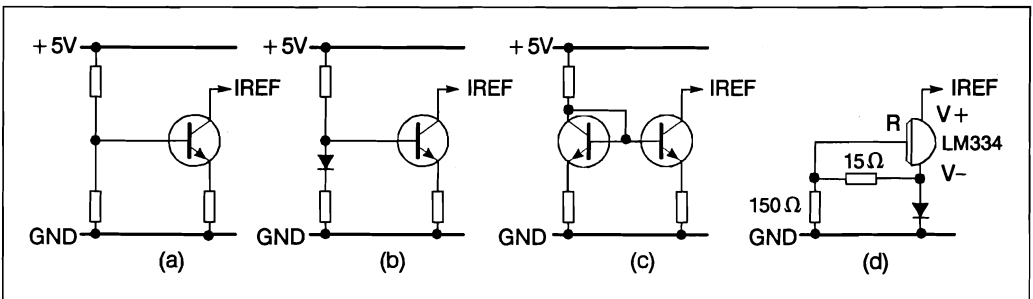 +5V
IREF
GND
(a)
+5V
IREF
GND
(b)
+5V
IREF
GND
(c)
IREF
R
V+
LM334
15Ω
V−
150Ω
GND
(d)